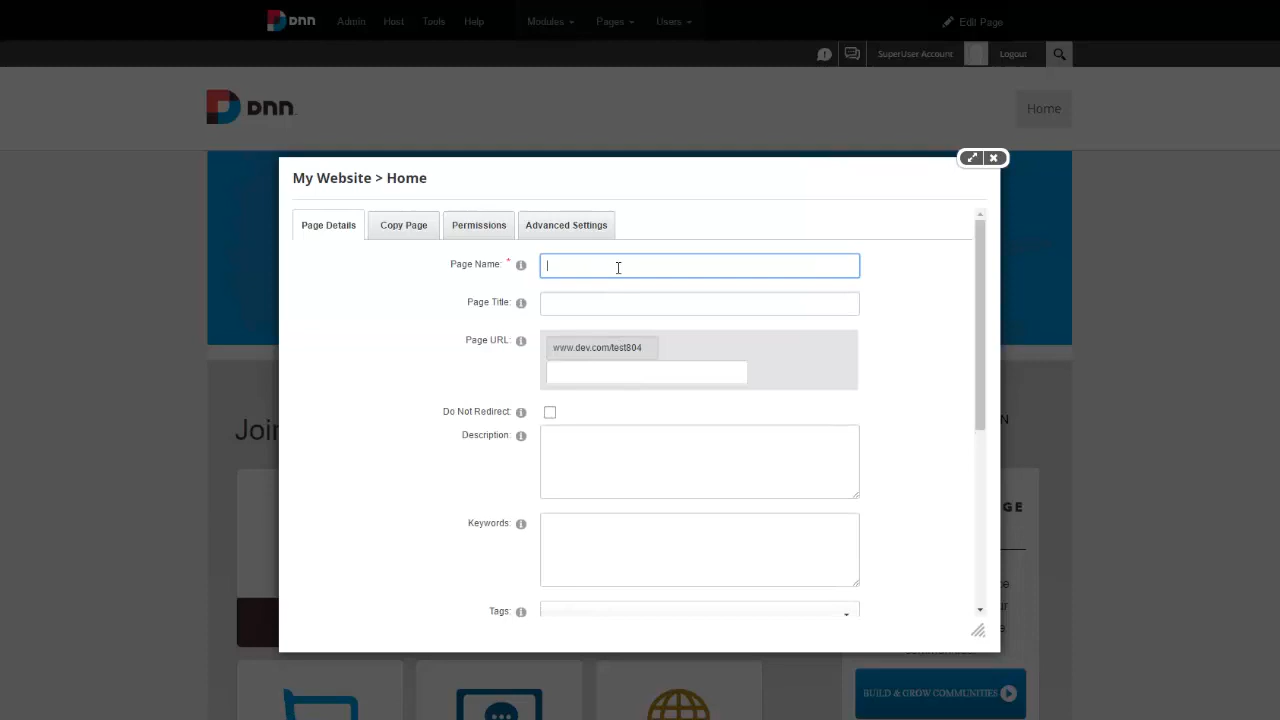 DNN Admin Host Tools Help Modules Pages Users Edit Page
SuperUser Account Logout
DNN Home
My Website > Home
Page Details Copy Page Permissions Advanced Settings
Page Name: *
Page Title:
Page URL:
www.dev.com/test804
Do Not Redirect:
Description:
Keywords:
Tags:
Join
N
GE
BUILD & GROW COMMUNITIES